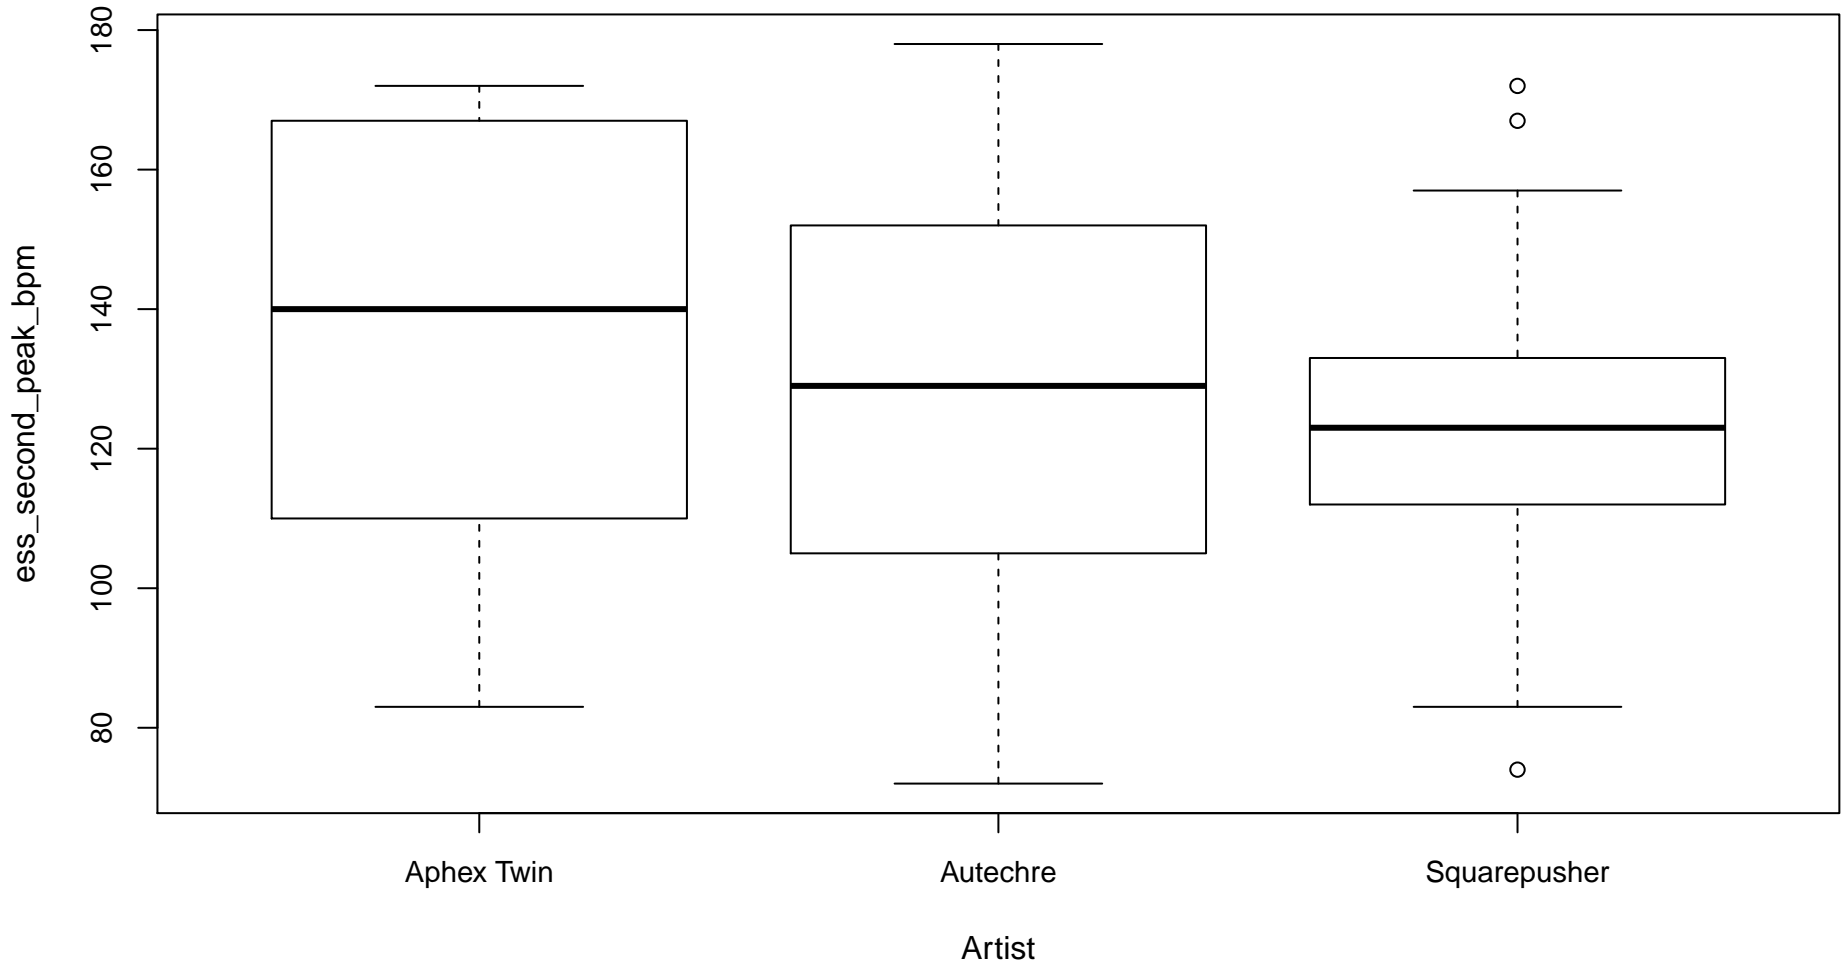 ess_second_peak_bpm
180
160
140
120
100
80
Aphex Twin
Autechre
Squarepusher
Artist